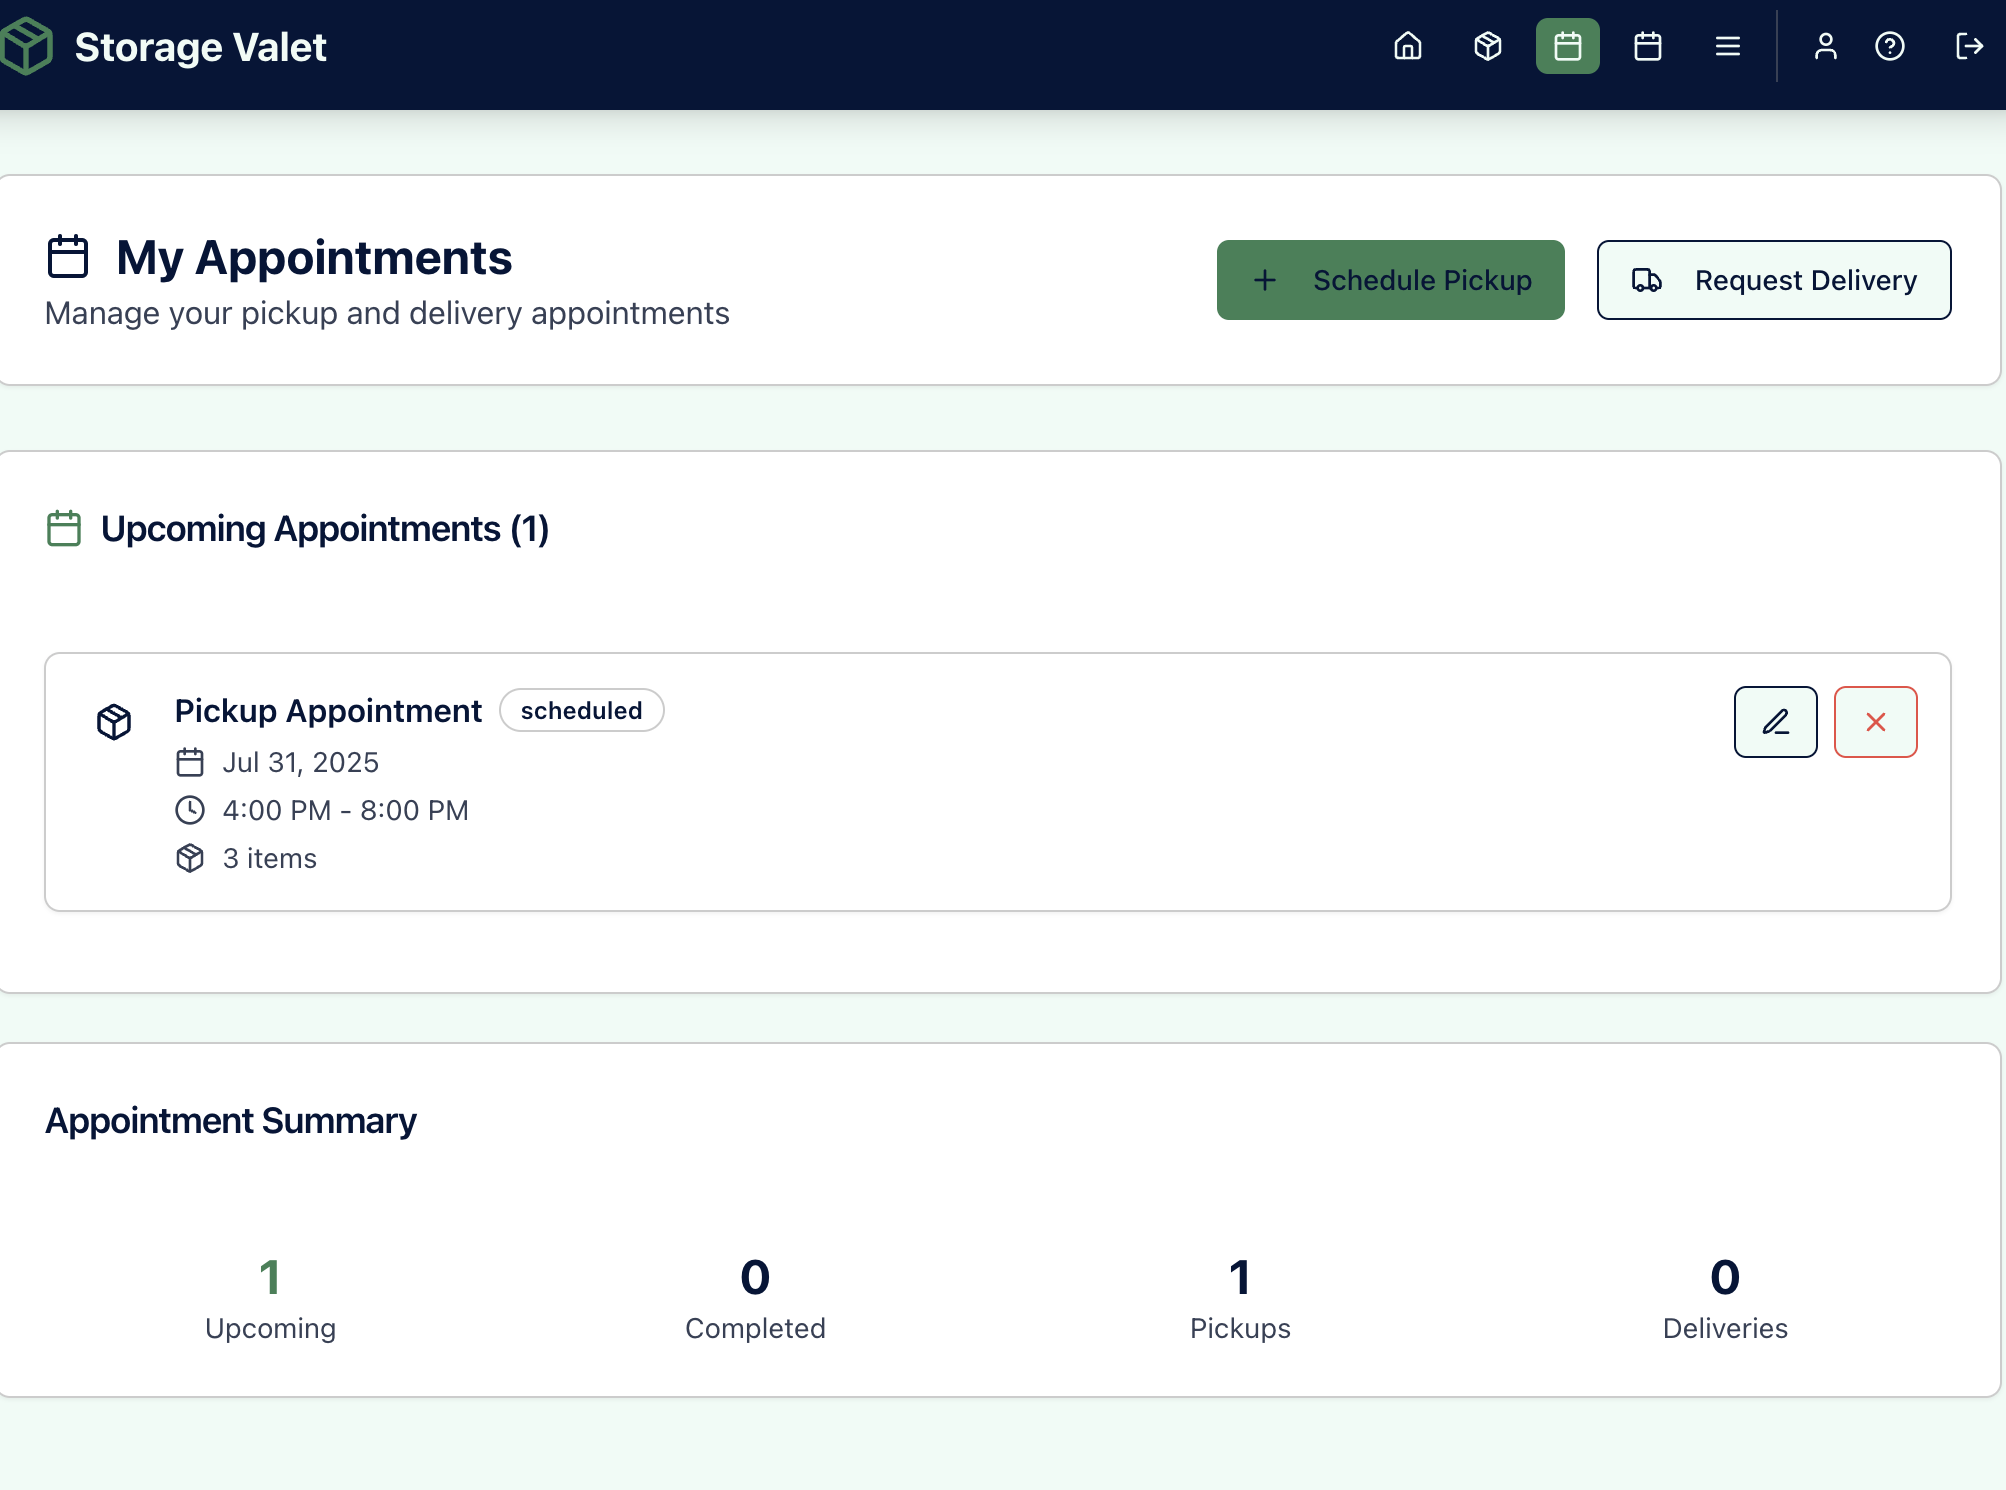 Storage Valet
My Appointments
Manage your pickup and delivery appointments
Schedule Pickup
Request Delivery
Upcoming Appointments (1)
Pickup Appointment scheduled
Jul 31, 2025
4:00 PM - 8:00 PM
3 items
Appointment Summary
1
Upcoming
0
Completed
1
Pickups
0
Deliveries